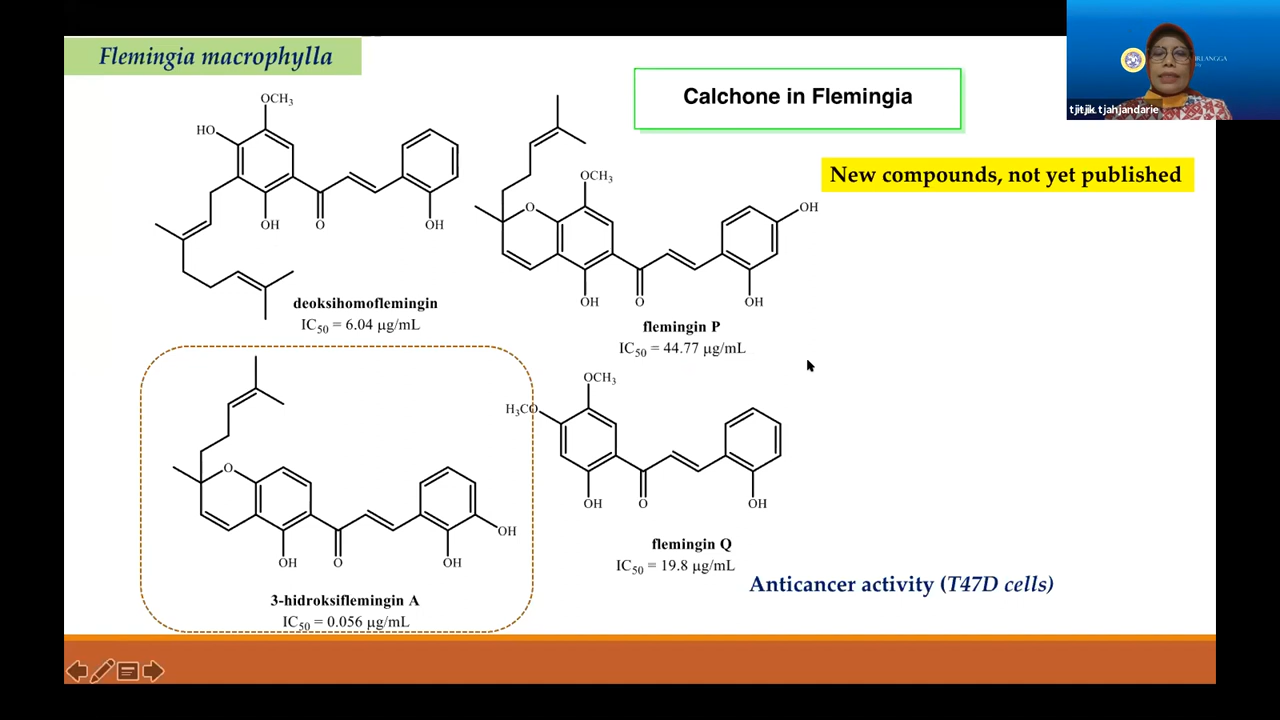 Flemingia macrophylla
Calchone in Flemingia
New compounds, not yet published
tjitjik. tjahjandarie
RLANGGA
OCH3
HO
OH
O
OH
deoksihomoflemingin
IC50 = 6.04 µg/mL
O
OCH3
OH
OH
O
OH
flemingin P
IC50 = 44.77 µg/mL
O
OH
O
OH
OH
3-hidroksiflemingin A
IC50 = 0.056 µg/mL
OCH3
H3CO
OH
O
OH
flemingin Q
IC50 = 19.8 µg/mL
Anticancer activity (T47D cells)